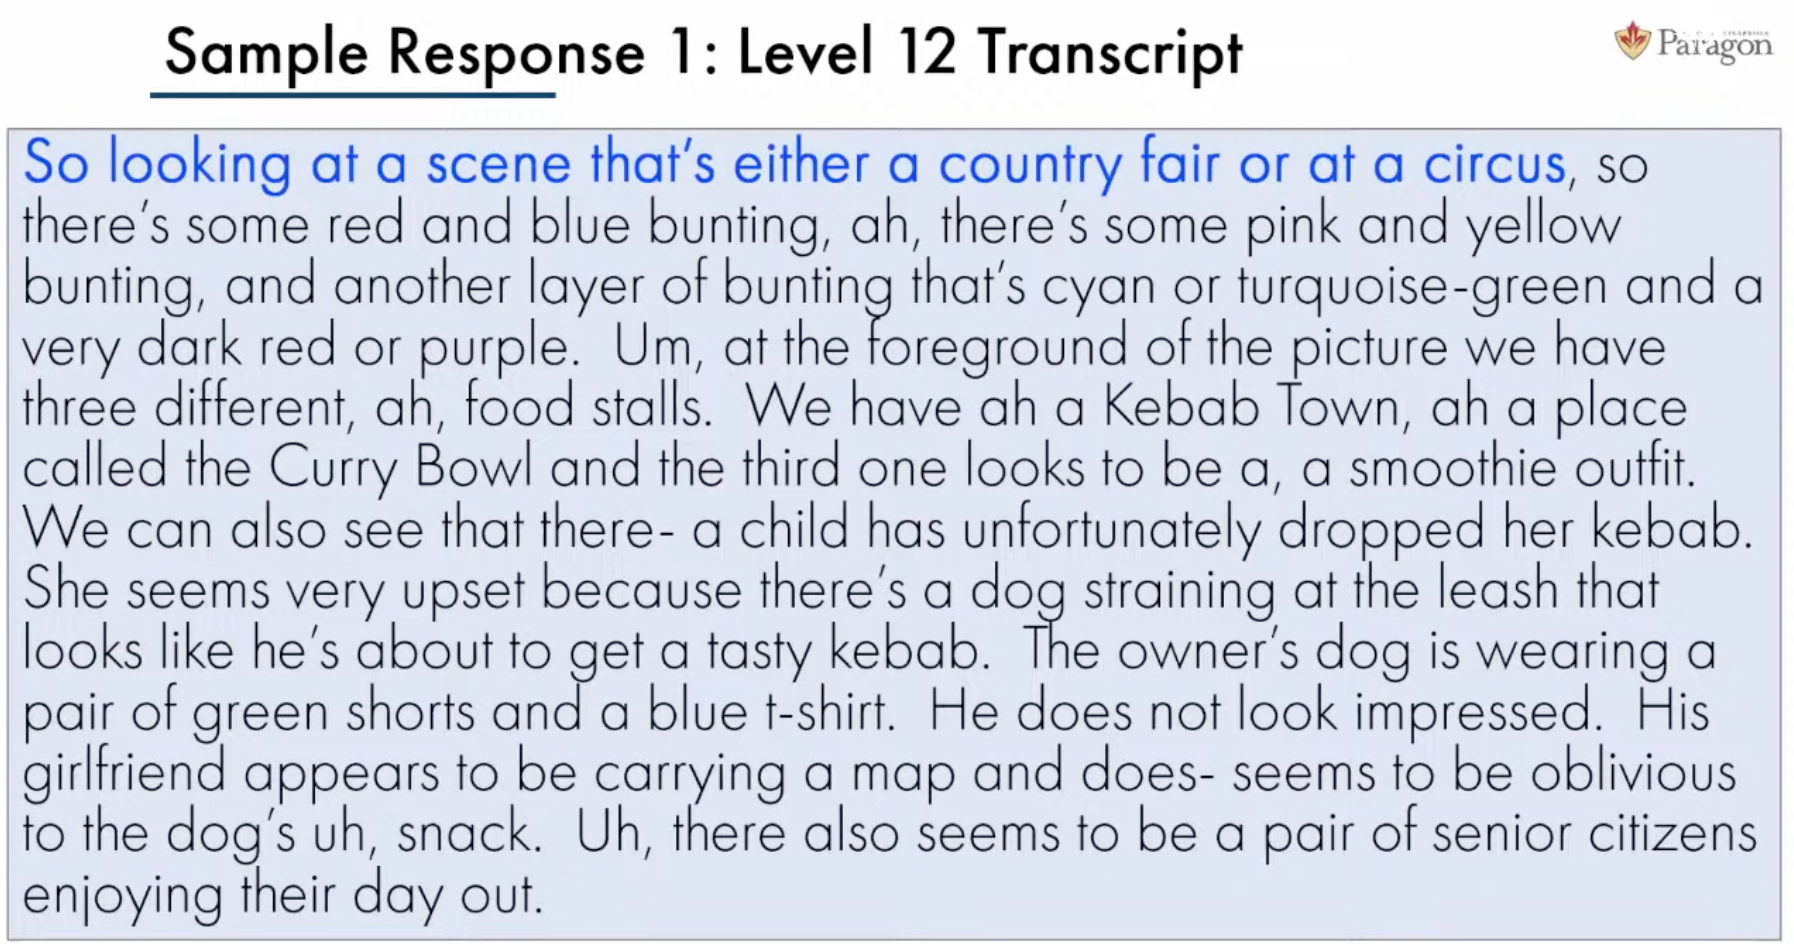 Sample Response 1: Level 12 Transcript
Paragon
So looking at a scene that's either a country fair or at a circus, so
there's some red and blue bunting, ah, there's some pink and yellow
bunting, and another layer of bunting that's cyan or turquoise-green and a
very dark red or purple.  Um, at the foreground of the picture we have
three different, ah, food stalls.  We have ah a Kebab Town, ah a place
called the Curry Bowl and the third one looks to be a, a smoothie outfit.
We can also see that there- a child has unfortunately dropped her kebab.
She seems very upset because there's a dog straining at the leash that
looks like he's about to get a tasty kebab.  The owner's dog is wearing a
pair of green shorts and a blue t-shirt.  He does not look impressed.  His
girlfriend appears to be carrying a map and does- seems to be oblivious
to the dog's uh, snack.  Uh, there also seems to be a pair of senior citizens
enjoying their day out.